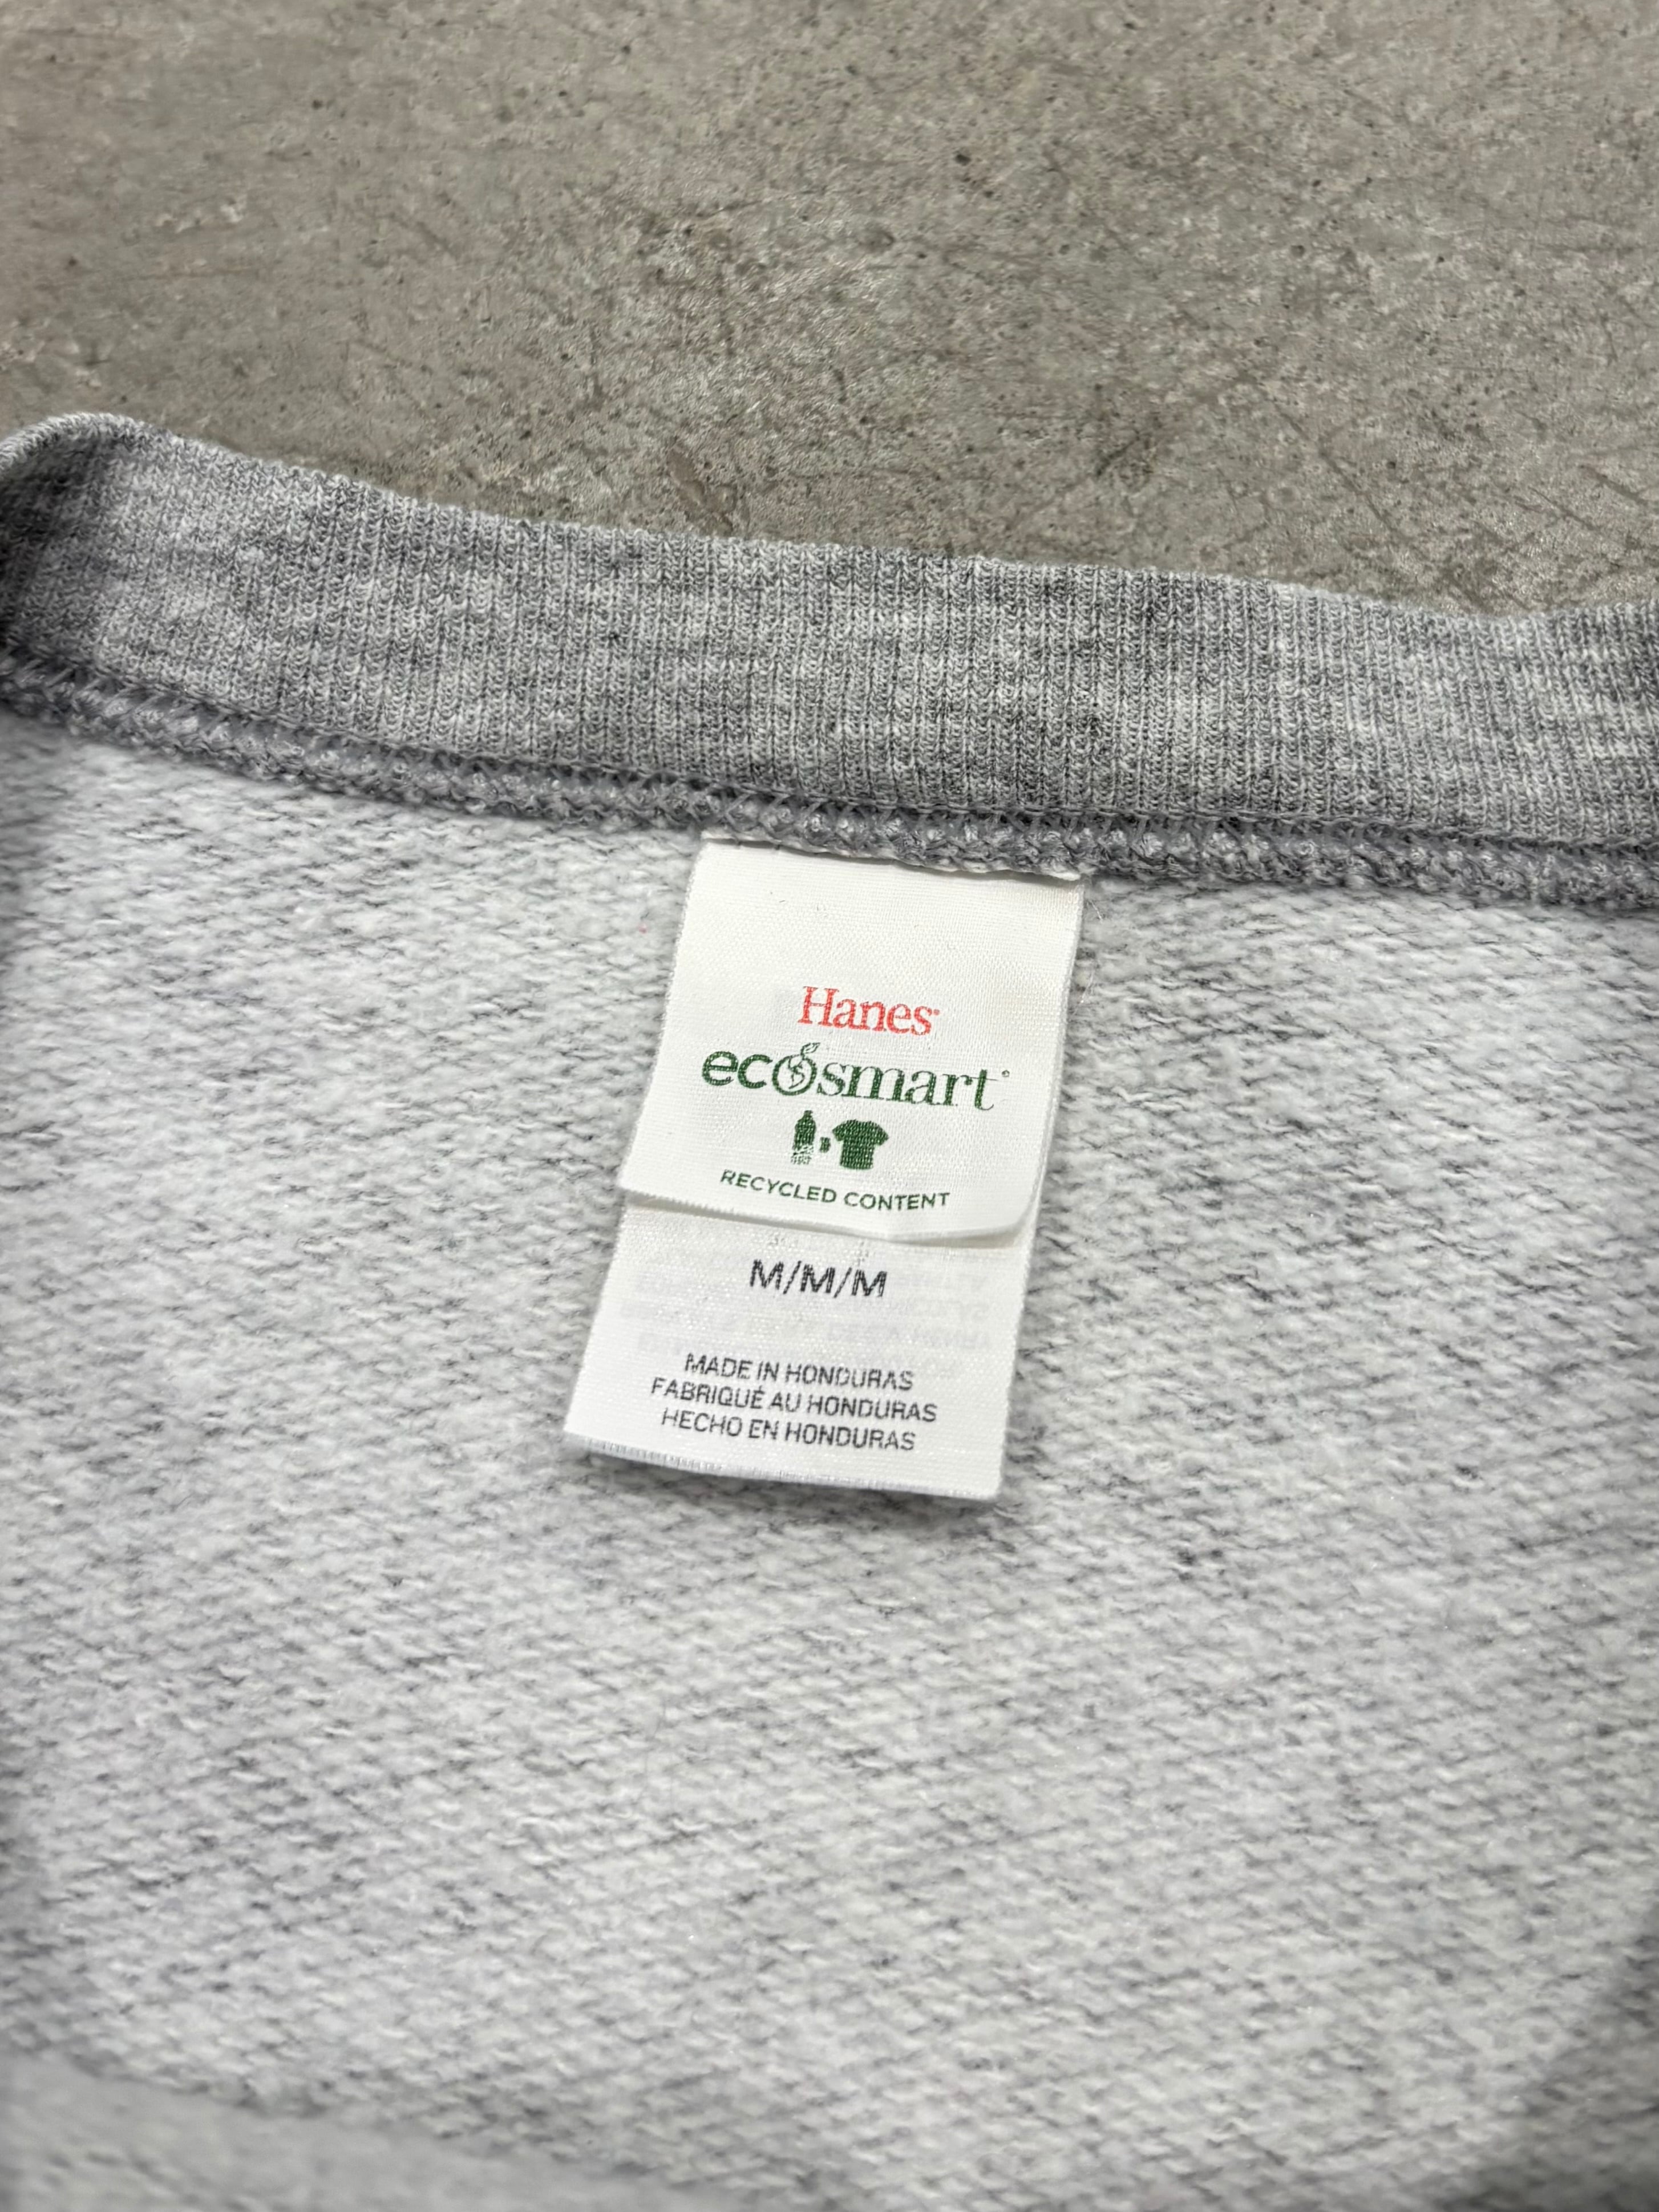 Hanes
ecosmart
RECYCLED CONTENT
M/M/M
MADE IN HONDURAS
FABRIQUÉ AU HONDURAS
HECHO EN HONDURAS